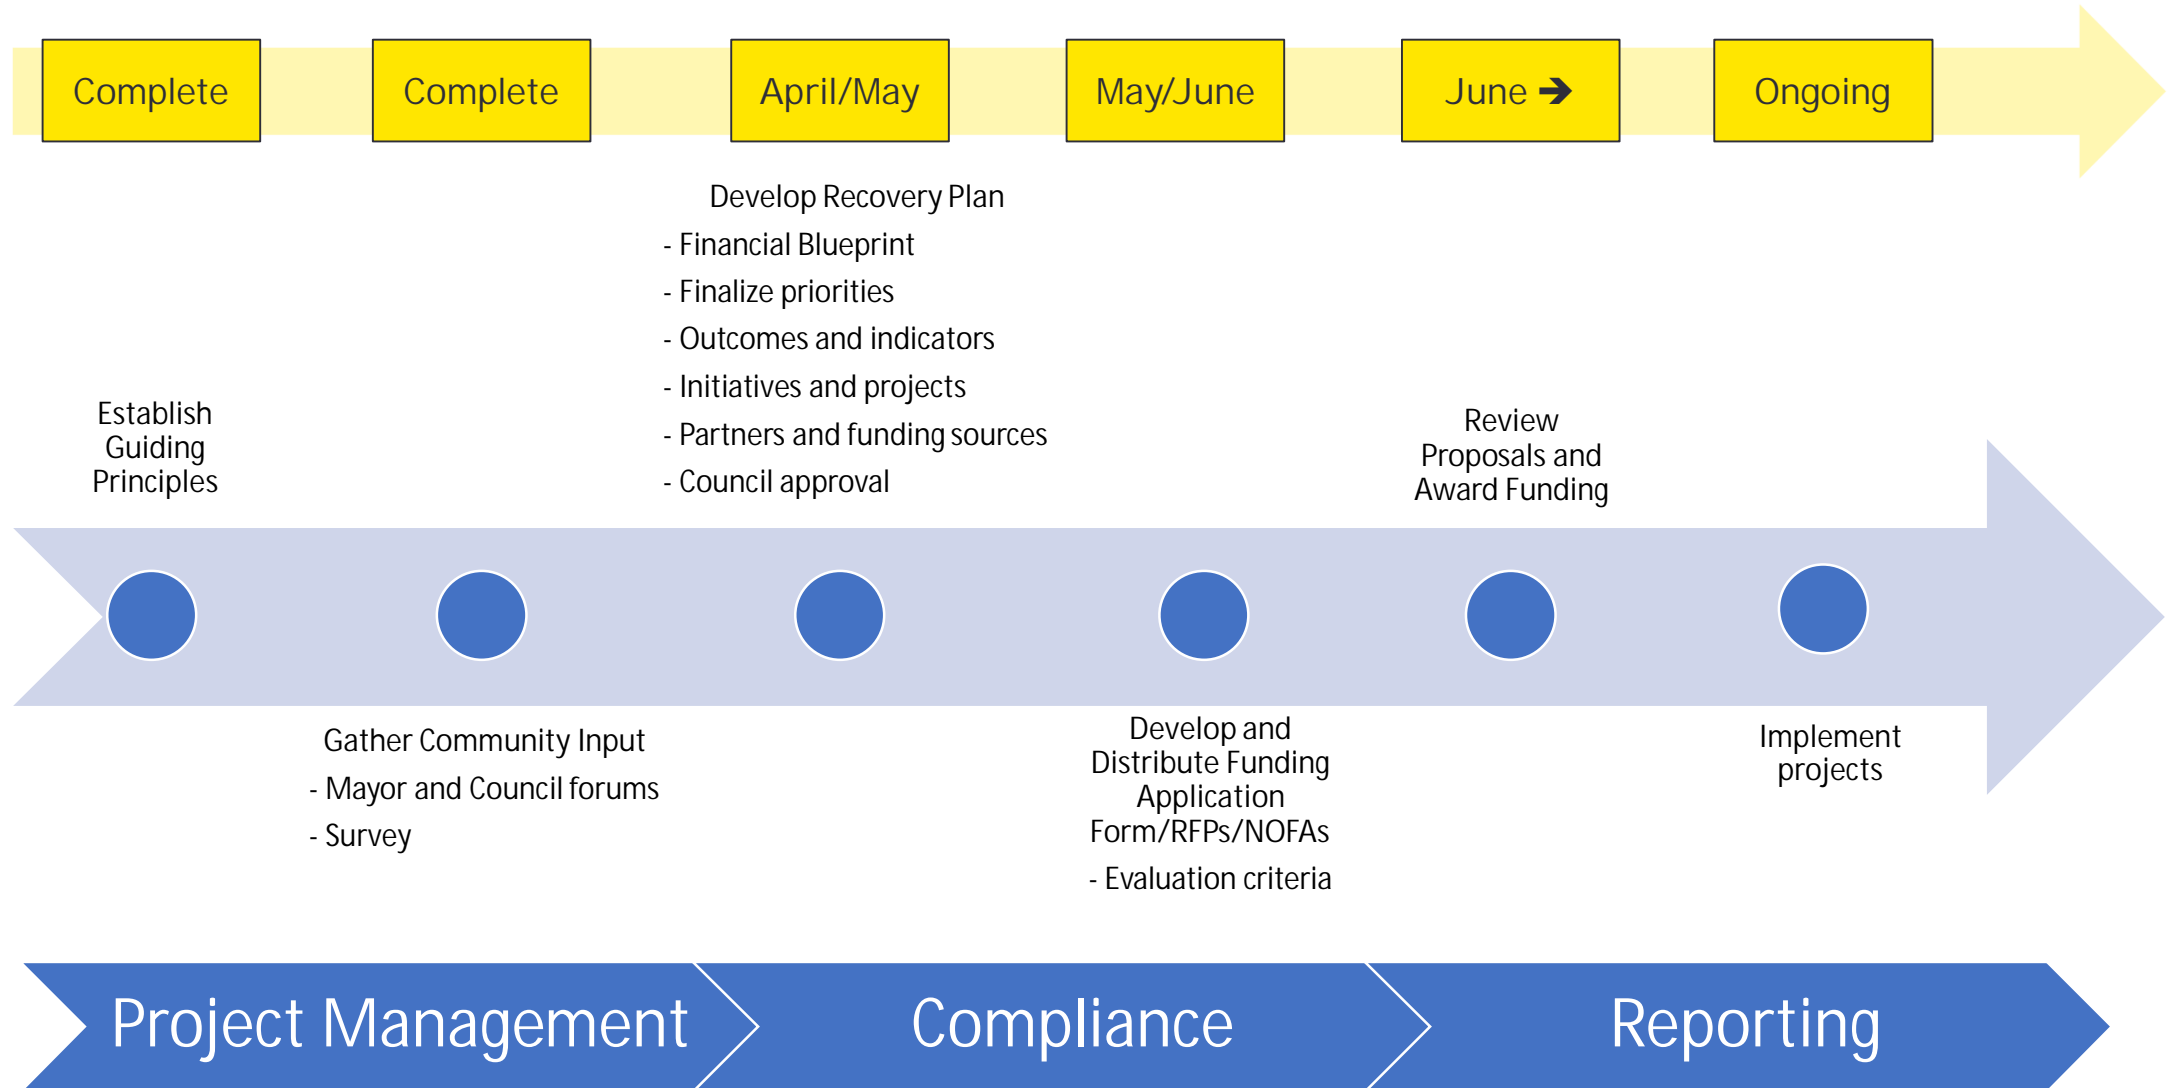 Complete
Complete
April/May
May/June
June ➔
Ongoing
Establish
Guiding
Principles
Gather Community Input
- Mayor and Council forums
- Survey
Develop Recovery Plan
- Financial Blueprint
- Finalize priorities
- Outcomes and indicators
- Initiatives and projects
- Partners and funding sources
- Council approval
Develop and
Distribute Funding
Application
Form/RFPs/NOFAs
- Evaluation criteria
Review
Proposals and
Award Funding
Implement
projects
Project Management
Compliance
Reporting